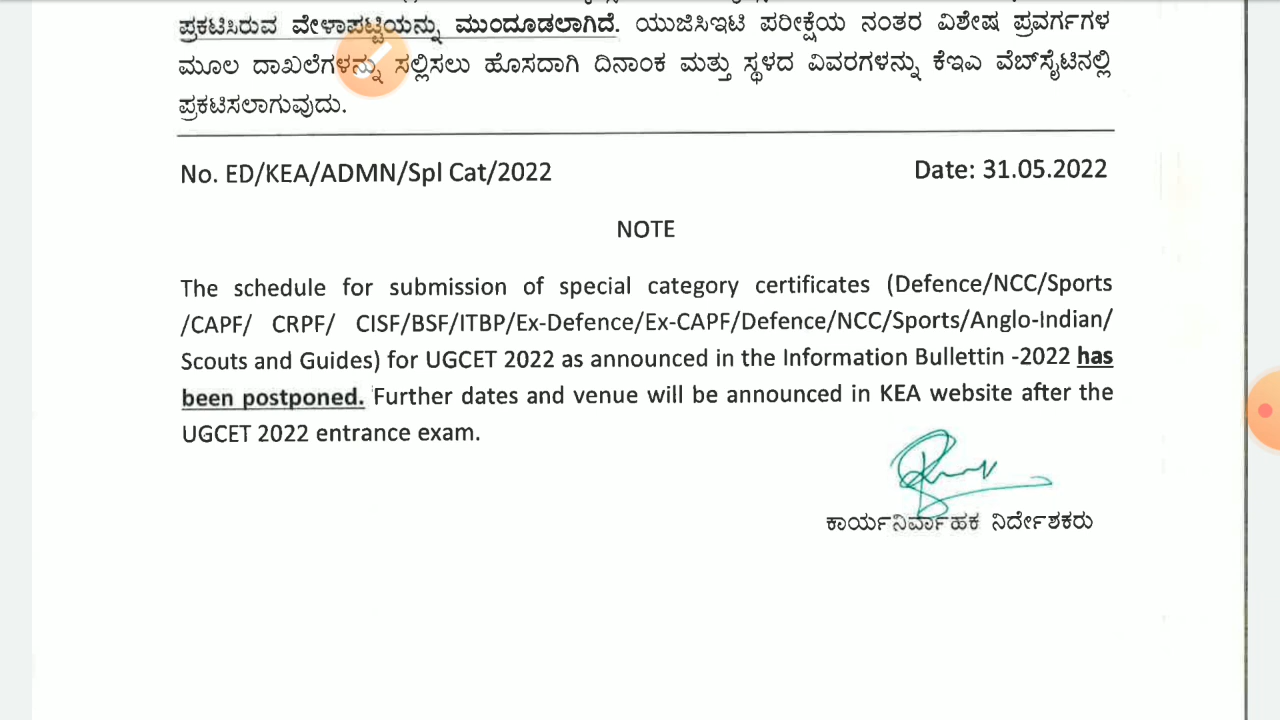 ಪ್ರಕಟಿಸಿರುವ ವೇಳಾಪಟ್ಟಿಯನ್ನು ಮುಂದೂಡಲಾಗಿದೆ. ಯುಜಿಸಿಇಟಿ ಪರೀಕ್ಷೆಯ ನಂತರ ವಿಶೇಷ ಪ್ರವರ್ಗಗಳ
ಮೂಲ ದಾಖಲೆಗಳನ್ನು ಸಲ್ಲಿಸಲು ಹೊಸದಾಗಿ ದಿನಾಂಕ ಮತ್ತು ಸ್ಥಳದ ವಿವರಗಳನ್ನು ಕೆಇಎ ವೆಬ್‌ಸೈಟಿನಲ್ಲಿ
ಪ್ರಕಟಿಸಲಾಗುವುದು.
No. ED/KEA/ADMN/Spl Cat/2022 Date: 31.05.2022
NOTE
The schedule for submission of special category certificates (Defence/NCC/Sports
/CAPF/ CRPF/ CISF/BSF/ITBP/Ex-Defence/Ex-CAPF/Defence/NCC/Sports/Anglo-Indian/
Scouts and Guides) for UGCET 2022 as announced in the Information Bullettin -2022 has
been postponed. Further dates and venue will be announced in KEA website after the
UGCET 2022 entrance exam.
ಕಾರ್ಯನಿರ್ವಾಹಕ ನಿರ್ದೇಶಕರು